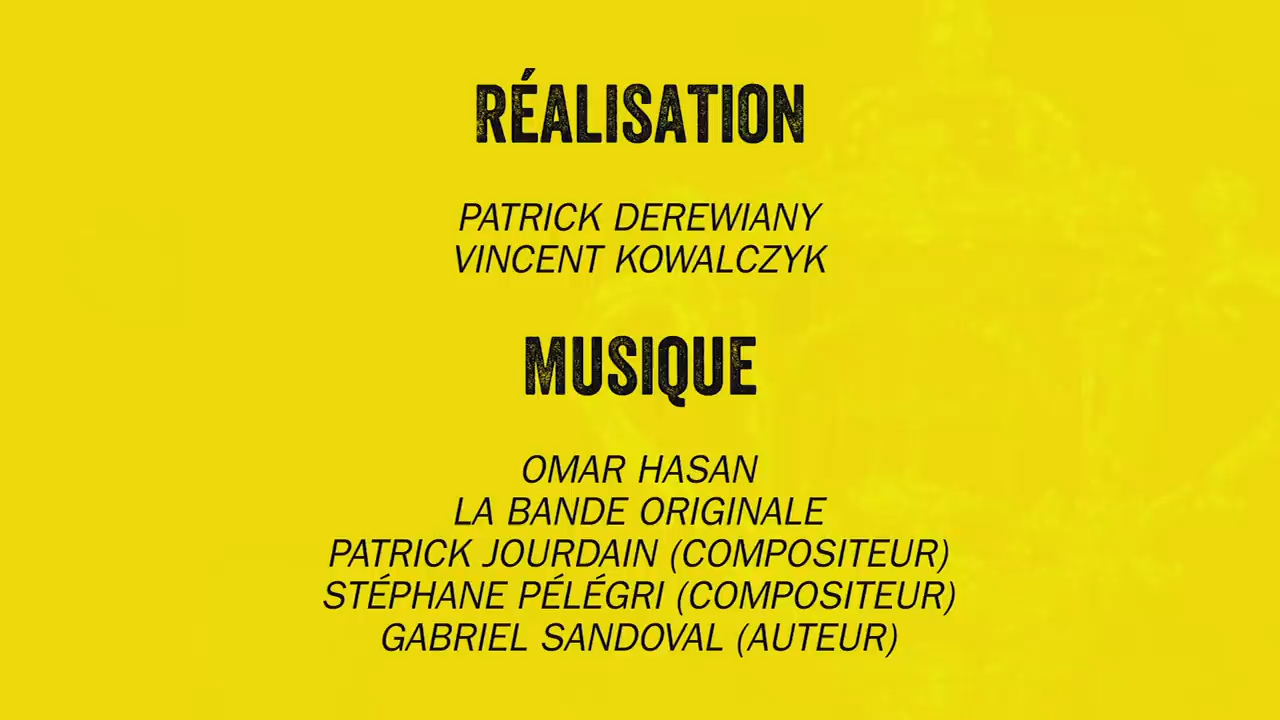 RÉALISATION
PATRICK DEREWIANY
VINCENT KOWALCZYK
MUSIQUE
OMAR HASAN
LA BANDE ORIGINALE
PATRICK JOURDAIN (COMPOSITEUR)
STÉPHANE PÉLÉGRI (COMPOSITEUR)
GABRIEL SANDOVAL (AUTEUR)